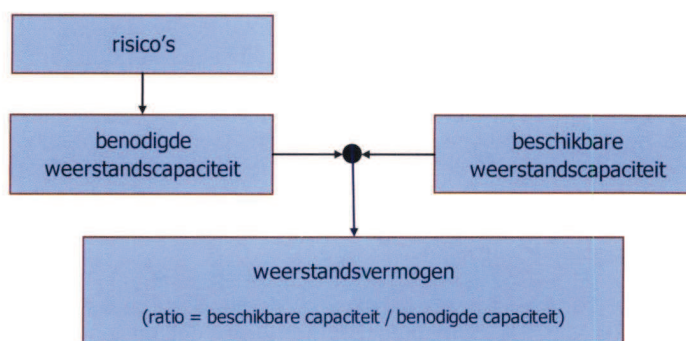 risico's
benodigde
weerstandscapaciteit
beschikbare
weerstandscapaciteit
weerstandsvermogen
(ratio = beschikbare capaciteit / benodigde capaciteit)